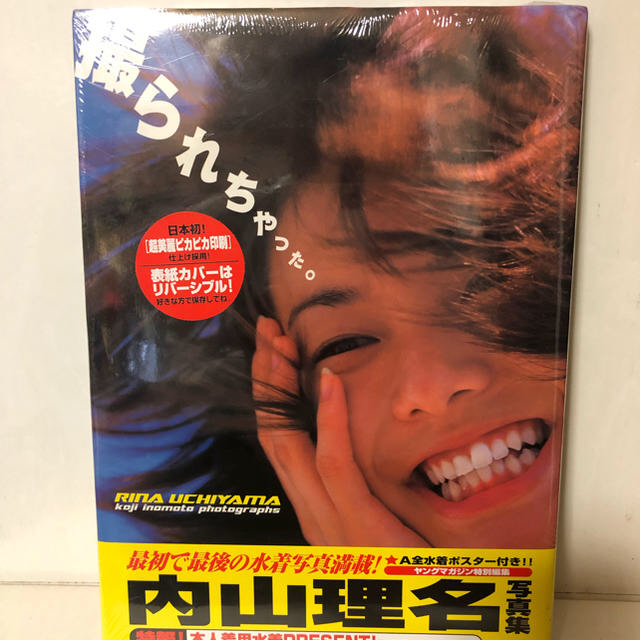 撮られちゃった。
日本初!
[超美麗ピカピカ印刷]
仕上げ採用!
表紙カバーは
リバーシブル!
好きな方で保存してね。
RINA UCHIYAMA
koji inomoto photographs
最初で最後の水着写真満載!
★A全水着ポスター付き!!
ヤングマガジン特別編集
内山理名
写真集
本人着用水着PRESENT!